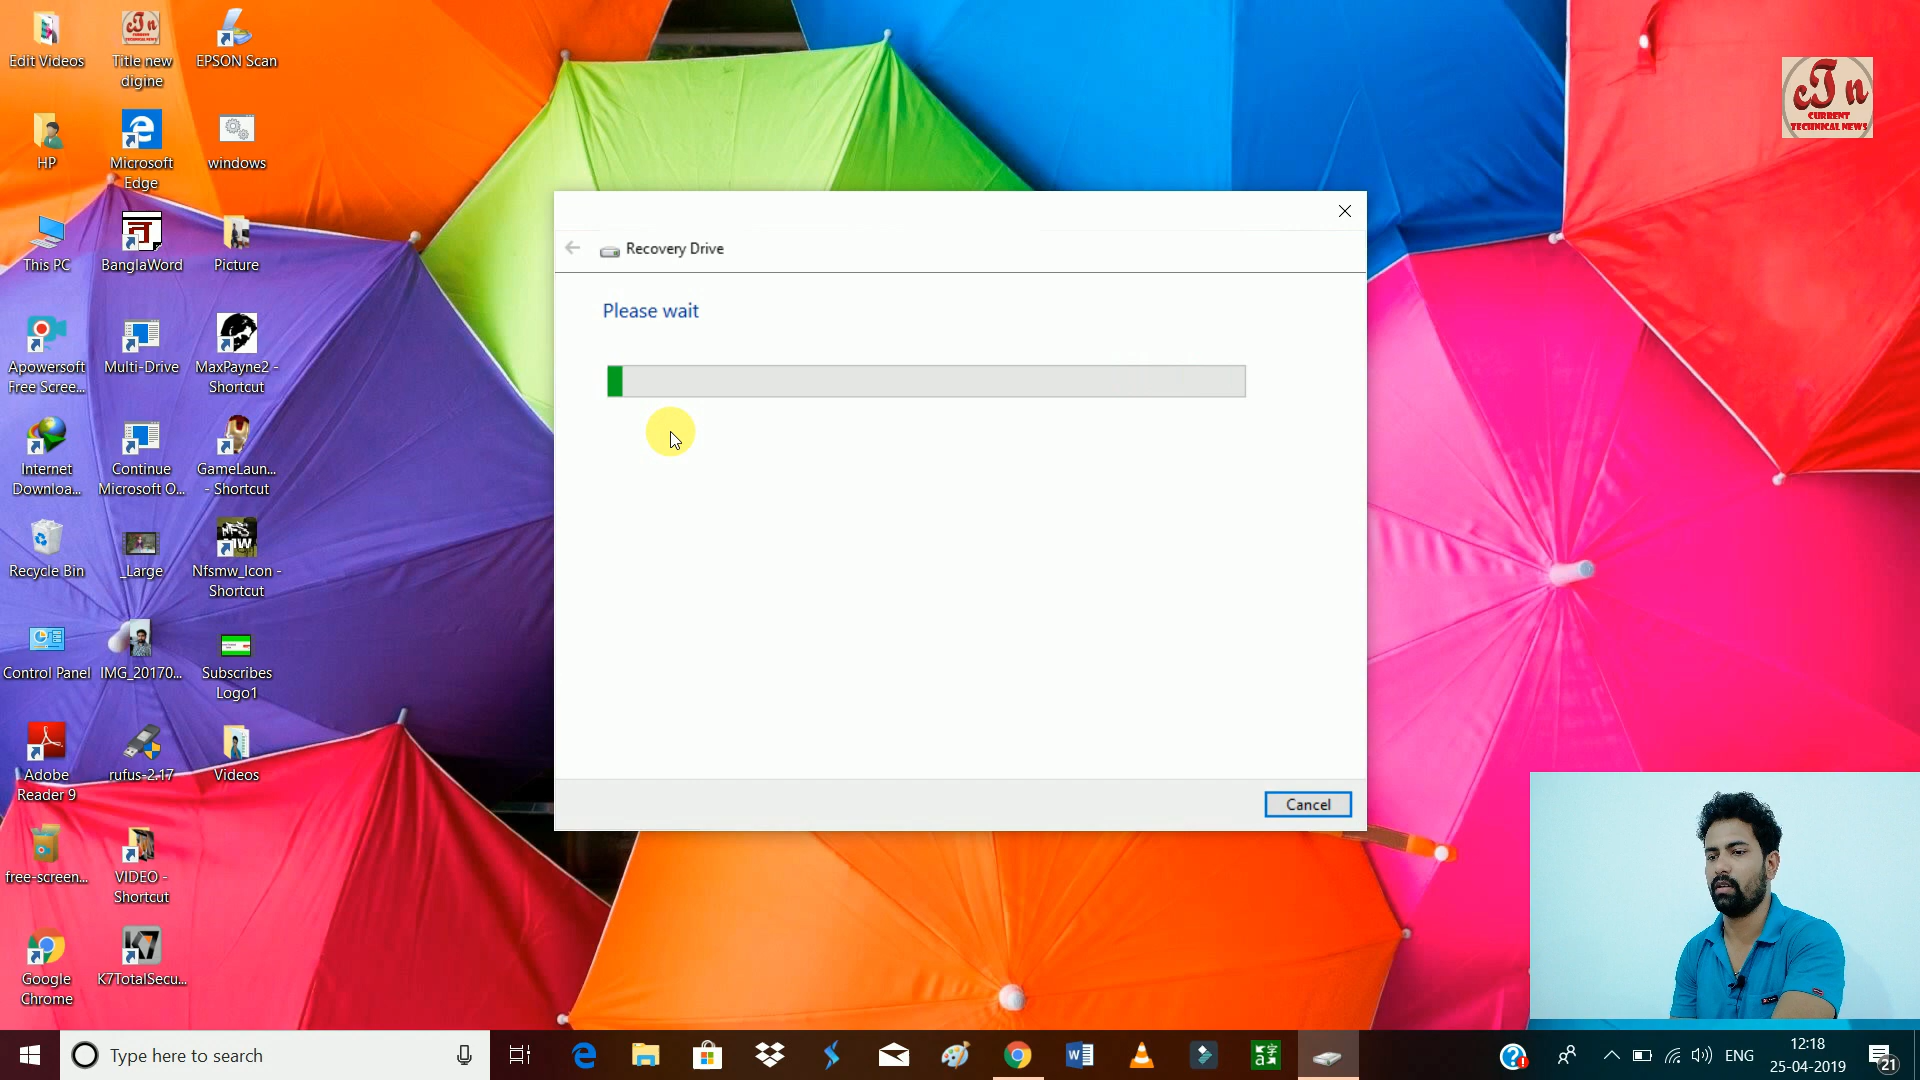 Edit Videos
Title new
digine
EPSON Scan
HP
Microsoft
Edge
windows
This PC
BanglaWord
Picture
Apowersoft
Free Scree...
Multi-Drive
MaxPayne2 -
Shortcut
Internet
Downloa...
Continue
Microsoft O...
GameLaun...
- Shortcut
Recycle Bin
_Large
Nfsmw_Icon -
Shortcut
Control Panel
IMG_20170...
Subscribes
Logo1
Adobe
Reader 9
rufus-2.17
Videos
free-screen...
VIDEO -
Shortcut
Google
Chrome
K7TotalSecu...
Recovery Drive
Please wait
Cancel
cTn
CURRENT
TECHNICAL NEWS
Type here to search
ENG
12:18
25-04-2019
21